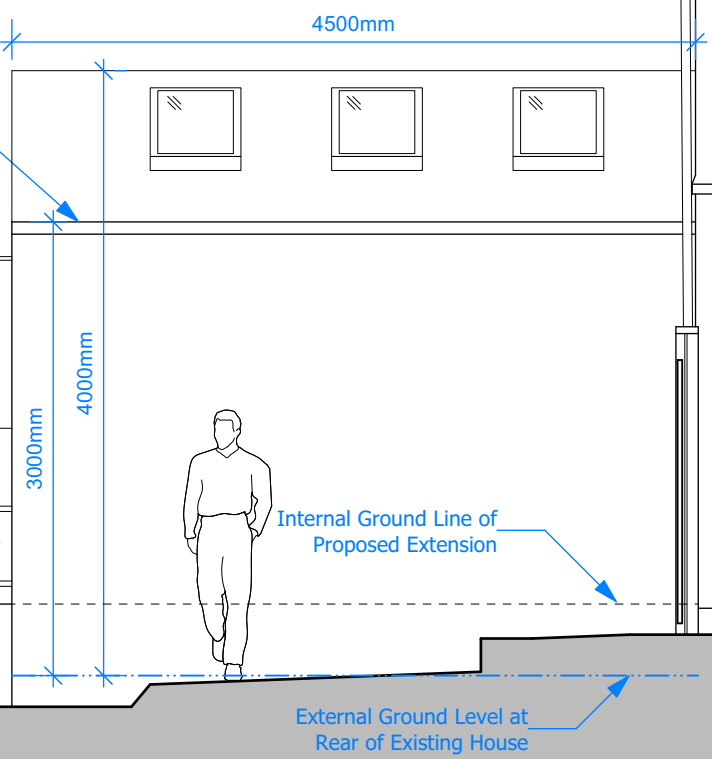 4500mm
4000mm
3000mm
Internal Ground Line of
Proposed Extension
External Ground Level at
Rear of Existing House